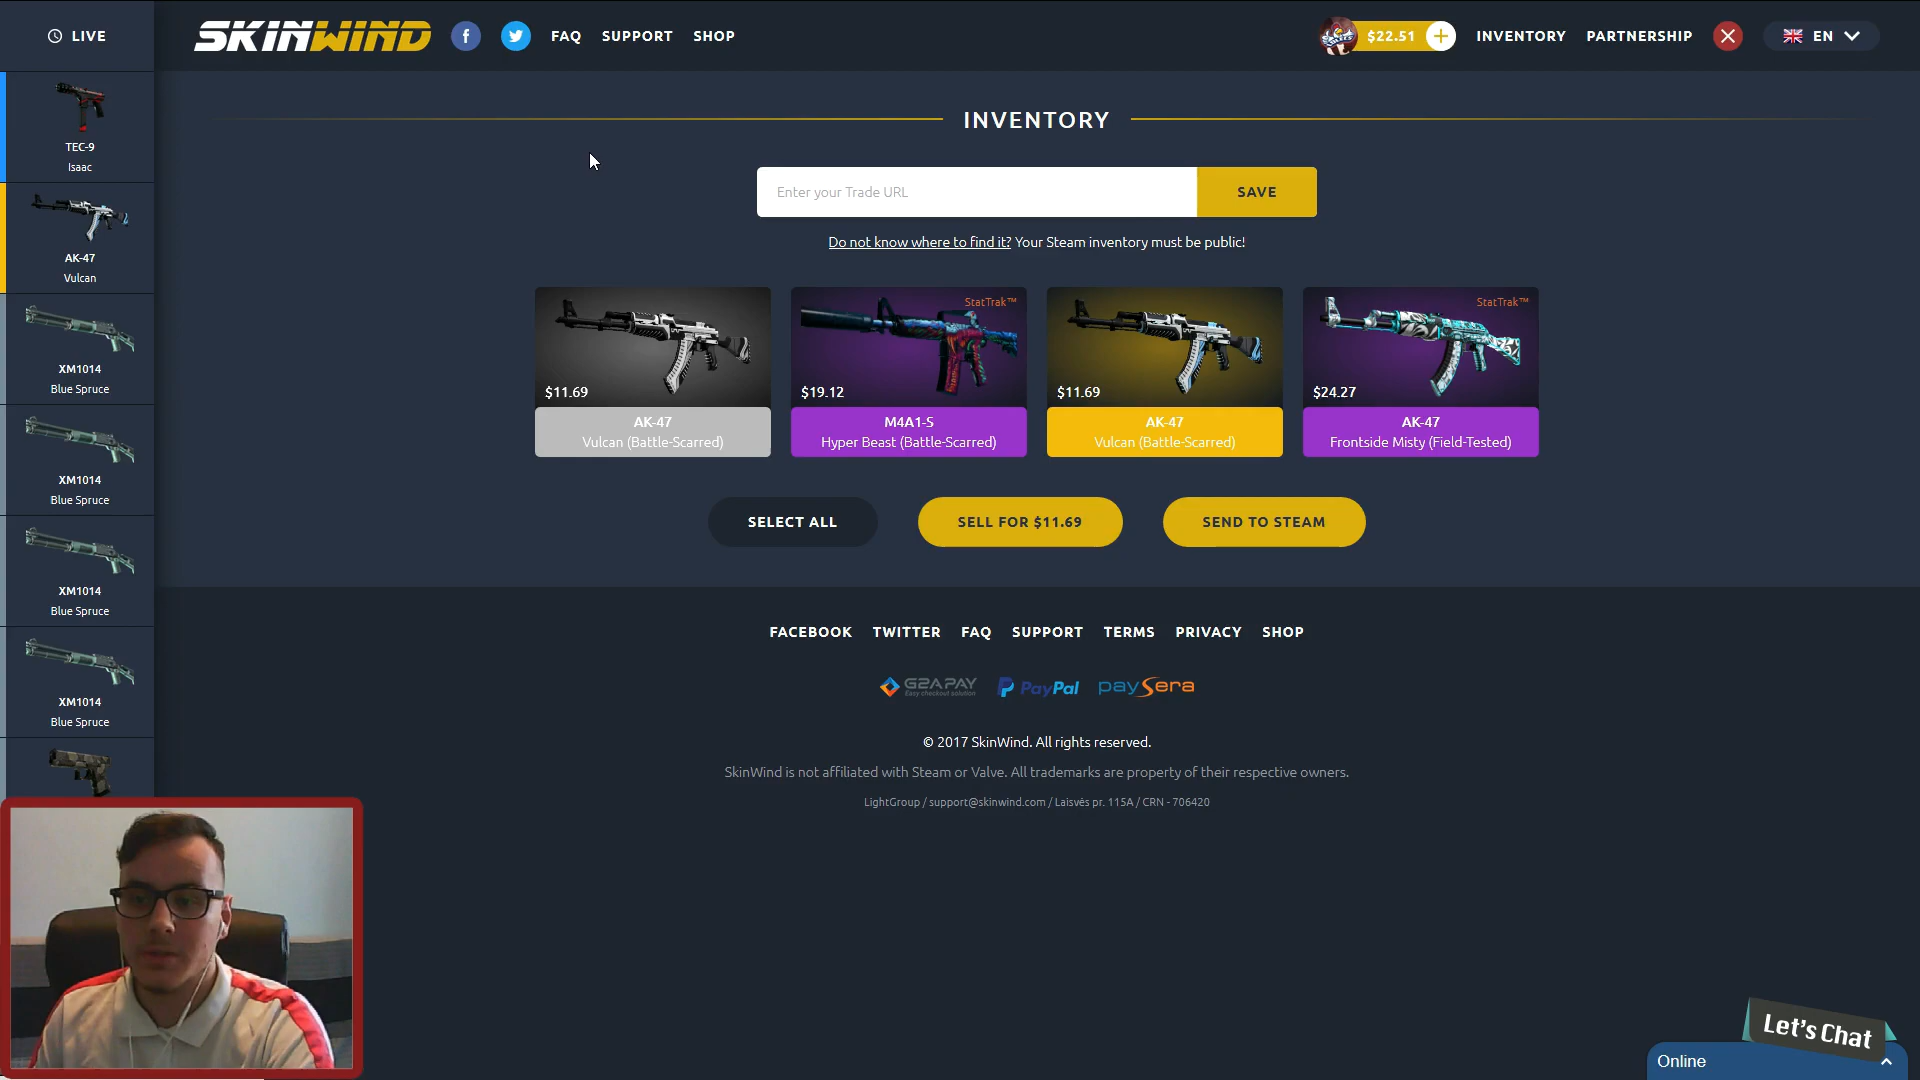 LIVE
SKINWIND
f
FAQ
SUPPORT
SHOP
$22.51
INVENTORY
PARTNERSHIP
EN
TEC-9
Isaac
AK-47
Vulcan
XM1014
Blue Spruce
XM1014
Blue Spruce
XM1014
Blue Spruce
XM1014
Blue Spruce
INVENTORY
Enter your Trade URL
SAVE
Do not know where to find it? Your Steam inventory must be public!
$11.69
AK-47
Vulcan (Battle-Scarred)
StatTrak™
$19.12
M4A1-S
Hyper Beast (Battle-Scarred)
$11.69
AK-47
Vulcan (Battle-Scarred)
StatTrak™
$24.27
AK-47
Frontside Misty (Field-Tested)
SELECT ALL
SELL FOR $11.69
SEND TO STEAM
FACEBOOK TWITTER FAQ SUPPORT TERMS PRIVACY SHOP
G2A PAY
Easy checkout solution
PayPal
paysera
© 2017 SkinWind. All rights reserved.
SkinWind is not affiliated with Steam or Valve. All trademarks are property of their respective owners.
LightGroup / support@skinwind.com / Laisvės pr. 115A / CRN - 706420
Let's Chat
Online